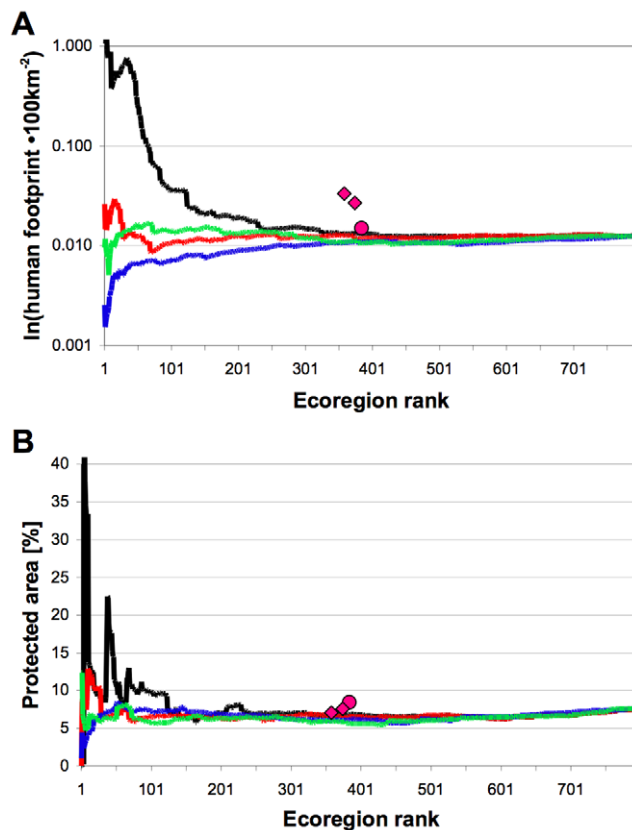 A
ln(human footprint •100km-2)
1.000
0.100
0.010
0.001
1 101 201 301 401 501 601 701
Ecoregion rank
B
Protected area [%]
40
35
30
25
20
15
10
5
0
1 101 201 301 401 501 601 701
Ecoregion rank